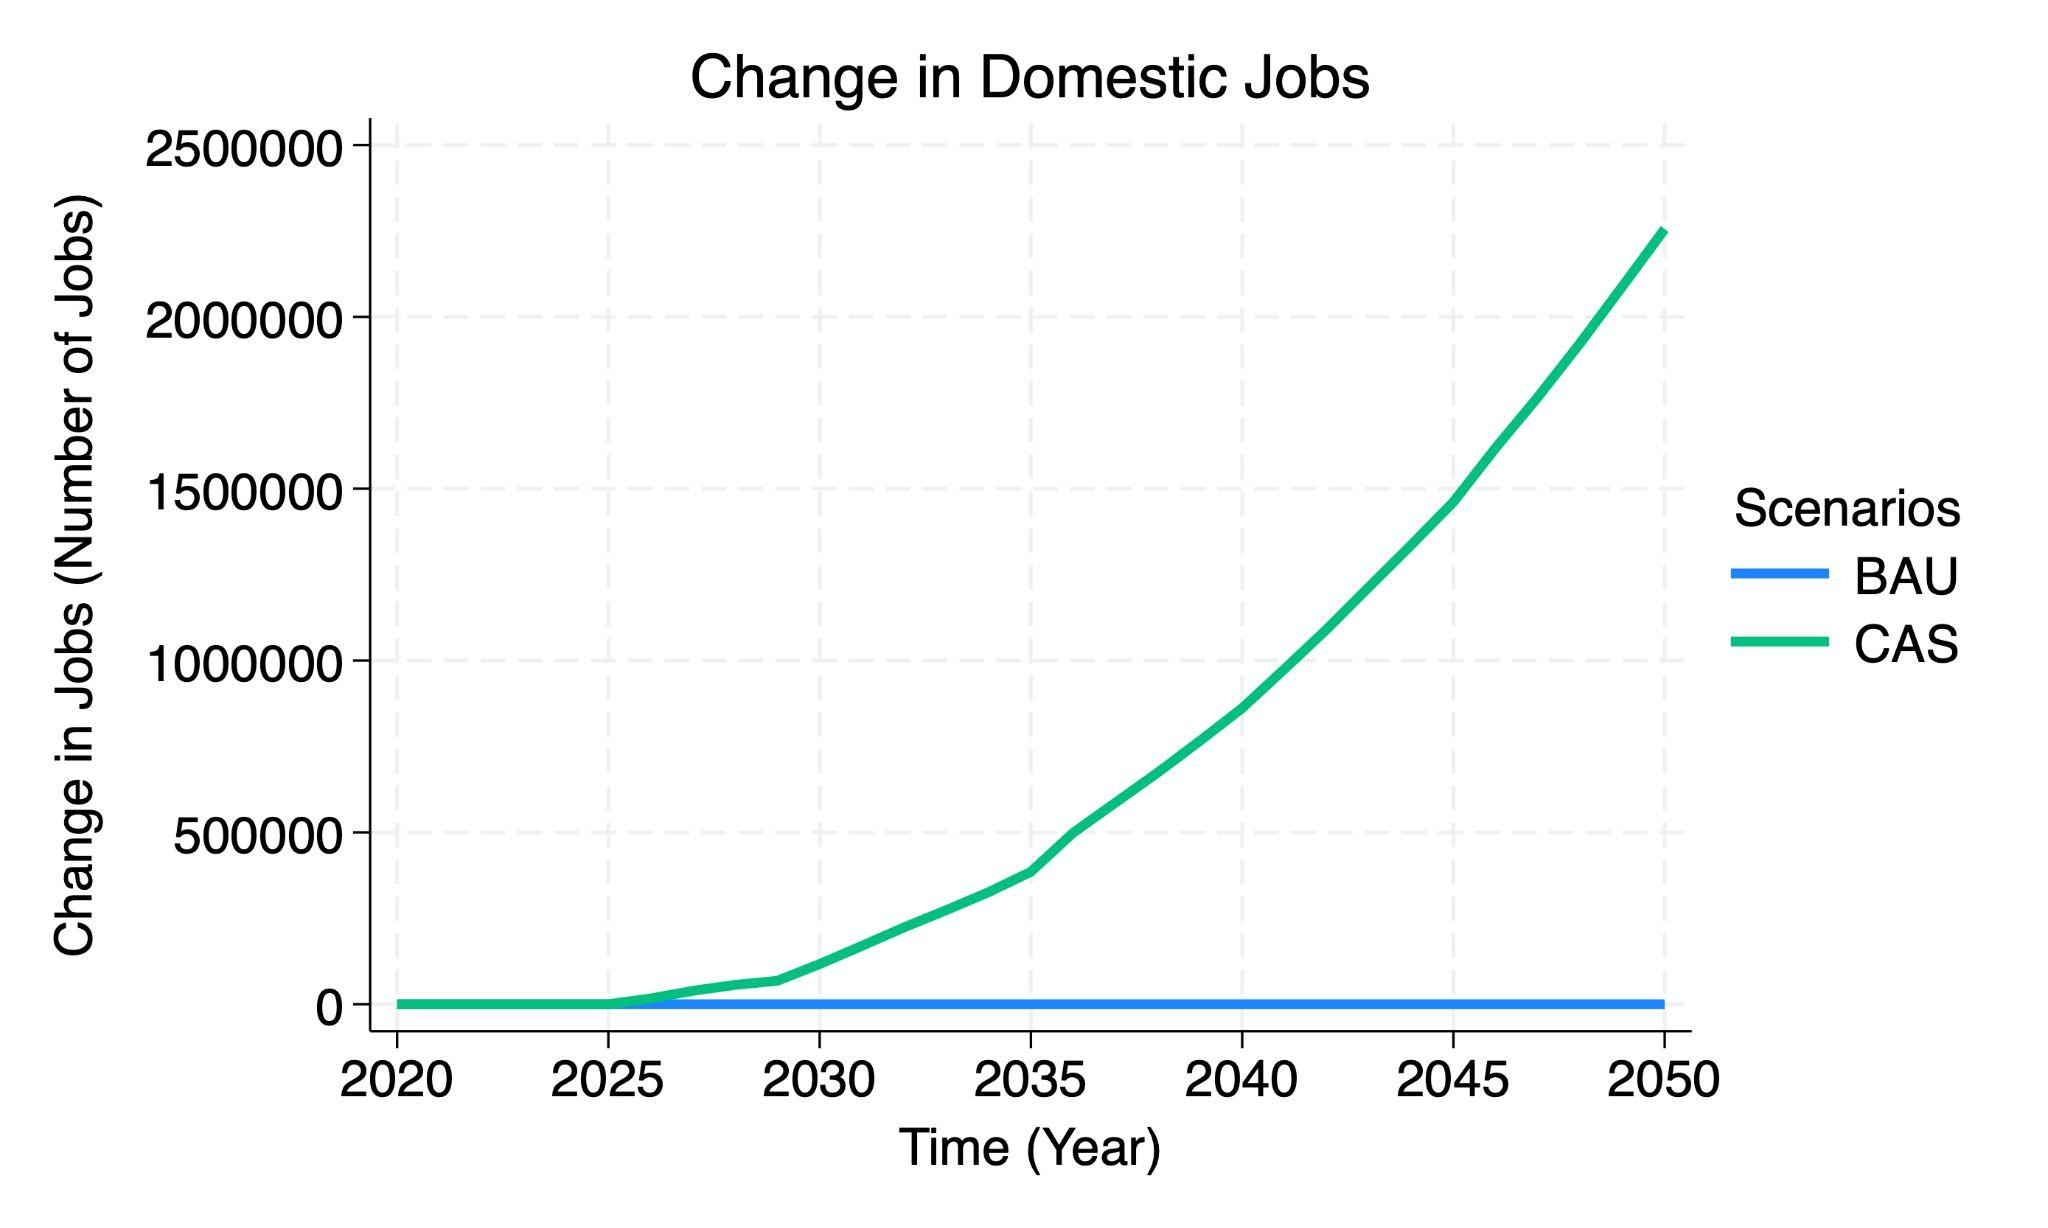 Change in Domestic Jobs
Change in Jobs (Number of Jobs)
2500000
2000000
1500000
1000000
500000
0
2020 2025 2030 2035 2040 2045 2050
Time (Year)
Scenarios
BAU
CAS